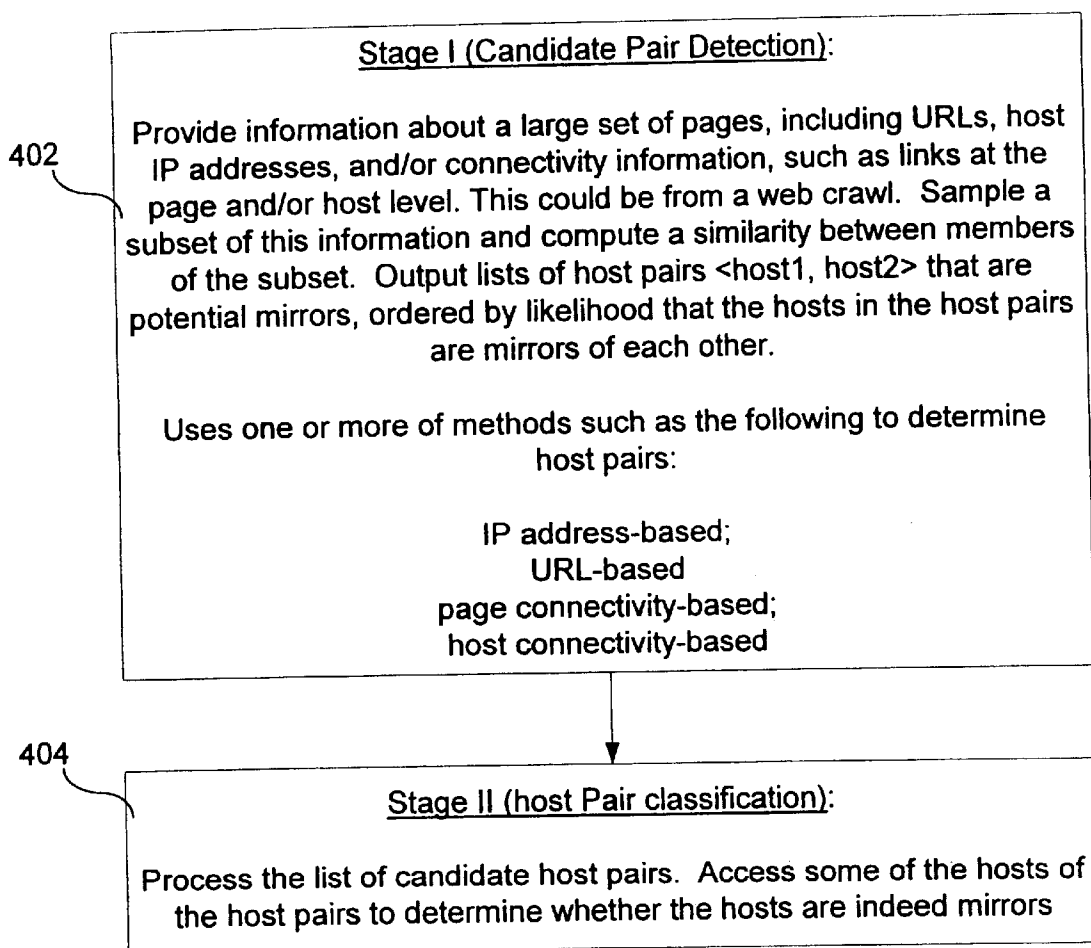 Stage I (Candidate Pair Detection):
402
Provide information about a large set of pages, including URLs, host
IP addresses, and/or connectivity information, such as links at the
page and/or host level. This could be from a web crawl. Sample a
subset of this information and compute a similarity between members
of the subset. Output lists of host pairs <host1, host2> that are
potential mirrors, ordered by likelihood that the hosts in the host pairs
are mirrors of each other.
Uses one or more of methods such as the following to determine
host pairs:
IP address-based;
URL-based
page connectivity-based;
host connectivity-based
404
Stage II (host Pair classification):
Process the list of candidate host pairs. Access some of the hosts of
the host pairs to determine whether the hosts are indeed mirrors